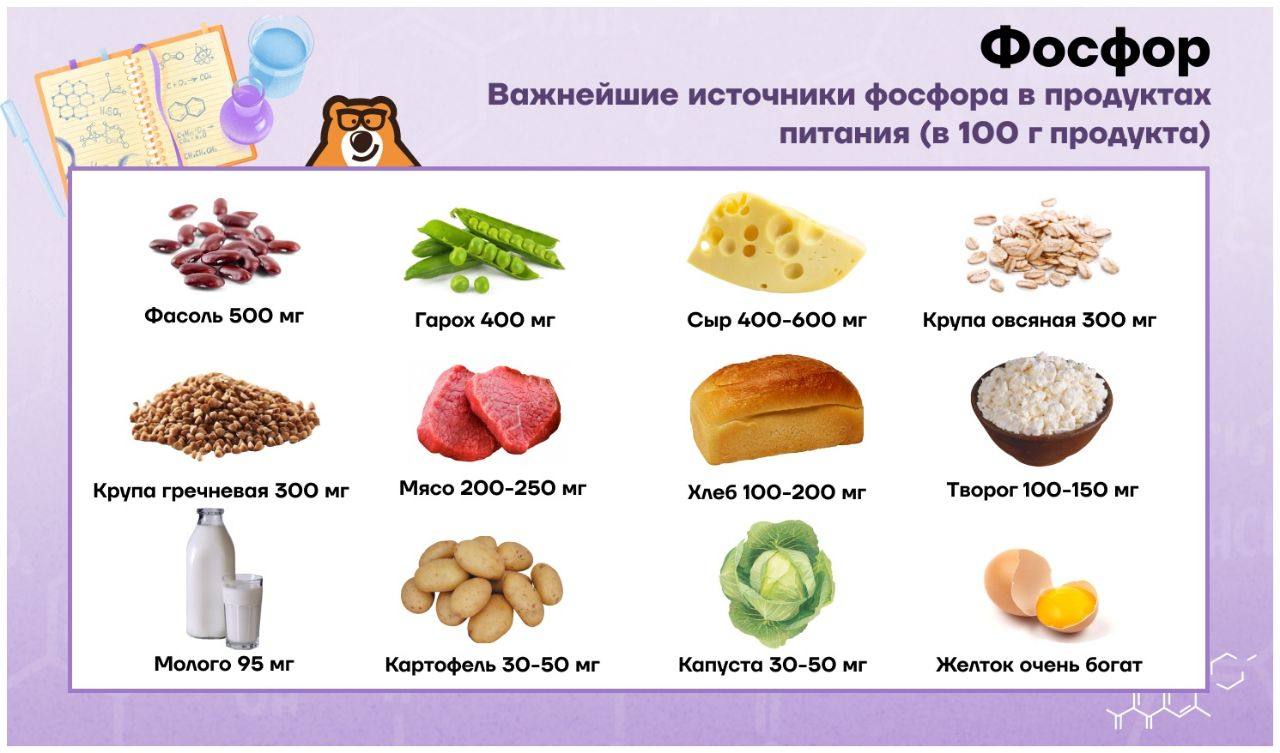 Фосфор
Важнейшие источники фосфора в продуктах
питания (в 100 г продукта)
Фасоль 500 мг
Гарох 400 мг
Сыр 400-600 мг
Крупа овсяная 300 мг
Крупа гречневая 300 мг
Мясо 200-250 мг
Хлеб 100-200 мг
Творог 100-150 мг
Молого 95 мг
Картофель 30-50 мг
Капуста 30-50 мг
Желток очень богат